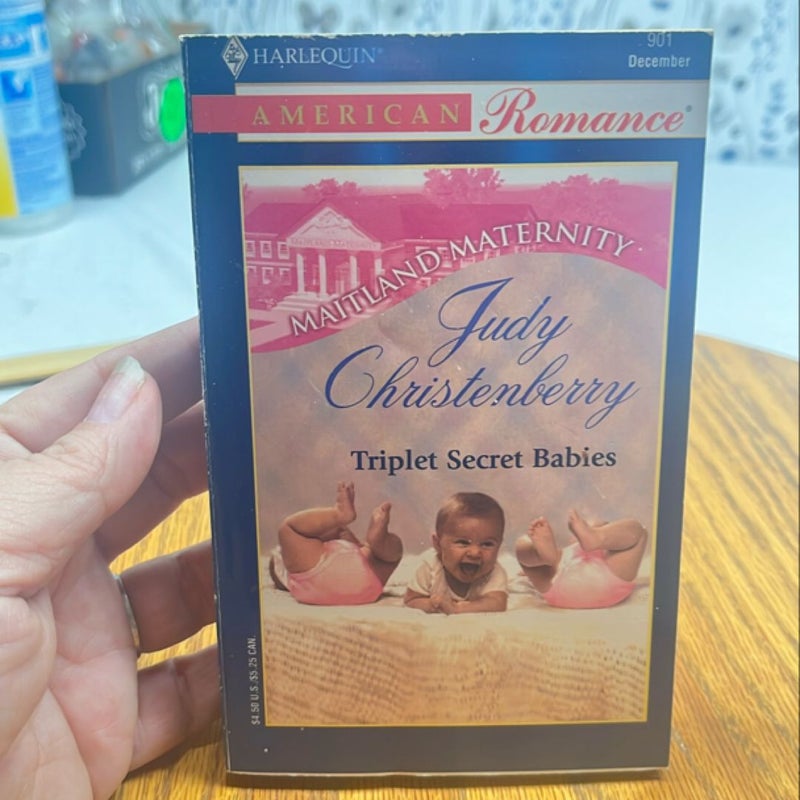 HARLEQUIN®
901
December
AMERICAN Romance®
MAITLAND MATERNITY
Judy
Christenberry
Triplet Secret Babies
$4.50 U.S./$5.25 CAN.